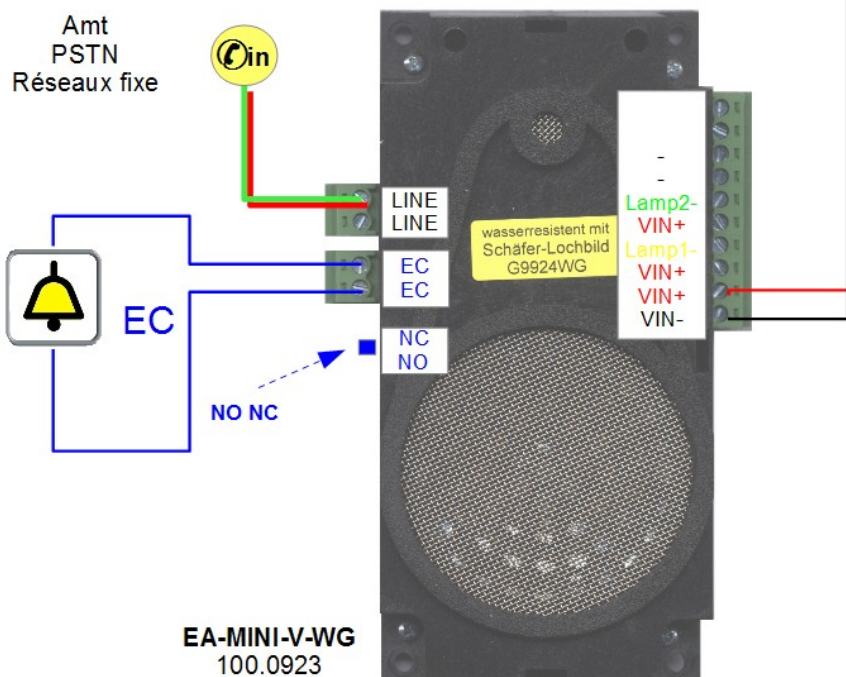 Amt
PSTN
Réseaux fixe
in
LINE
LINE
EC
EC
EC
NC
NO
NO NC
wasserresistent mit
Schäfer-Lochbild
G9924WG
-
-
Lamp2-
VIN+
Lamp1-
VIN+
VIN+
VIN-
EA-MINI-V-WG
100.0923